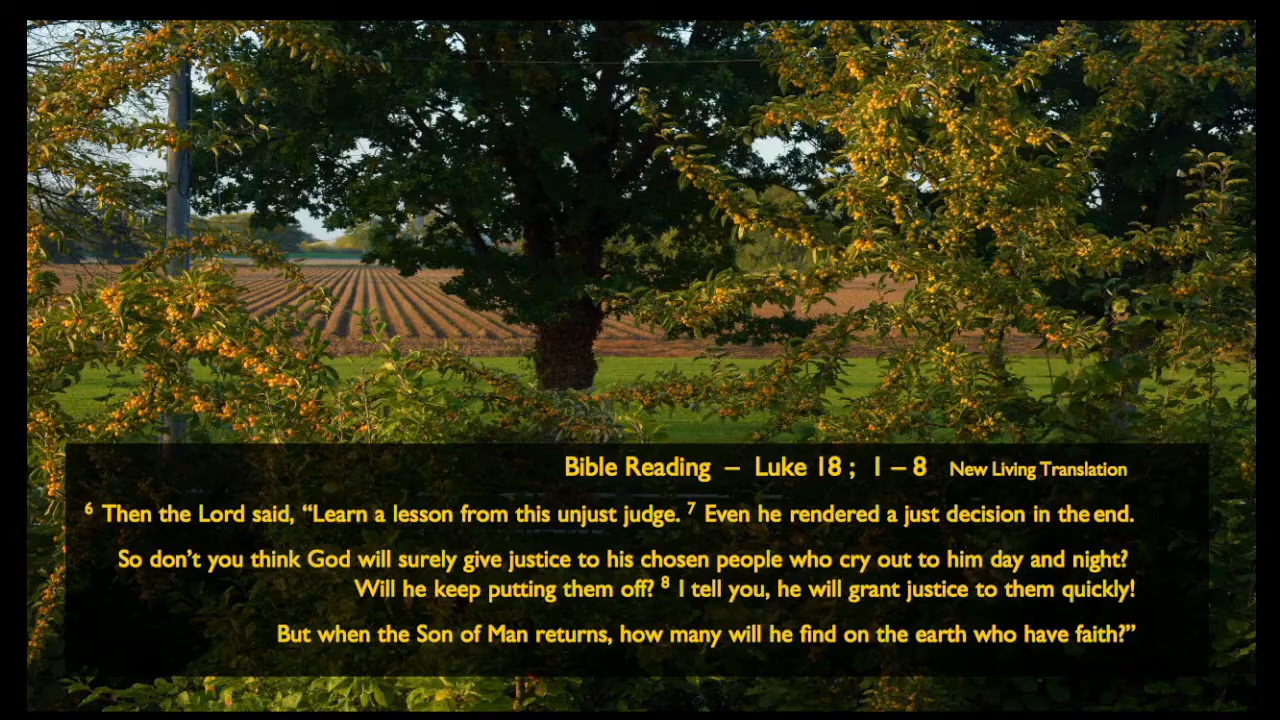 Bible Reading – Luke 18 ; 1 – 8 New Living Translation
6 Then the Lord said, “Learn a lesson from this unjust judge. 7 Even he rendered a just decision in the end.
So don’t you think God will surely give justice to his chosen people who cry out to him day and night?
Will he keep putting them off? 8 I tell you, he will grant justice to them quickly!
But when the Son of Man returns, how many will he find on the earth who have faith?”